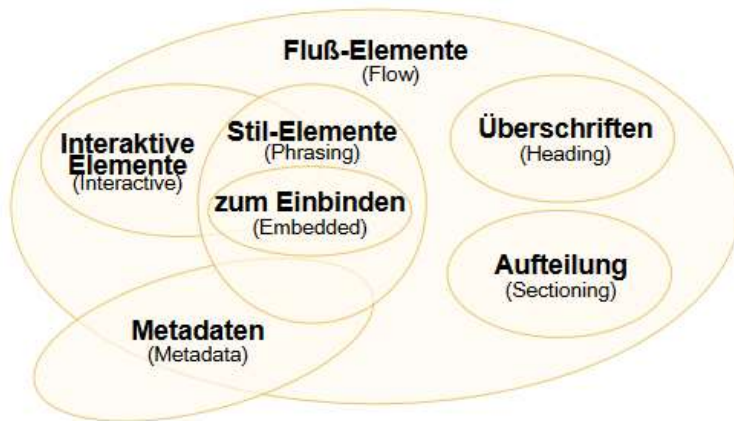 Fluß-Elemente
(Flow)
Interaktive
Elemente
(Interactive)
Stil-Elemente
(Phrasing)
zum Einbinden
(Embedded)
Überschriften
(Heading)
Aufteilung
(Sectioning)
Metadaten
(Metadata)